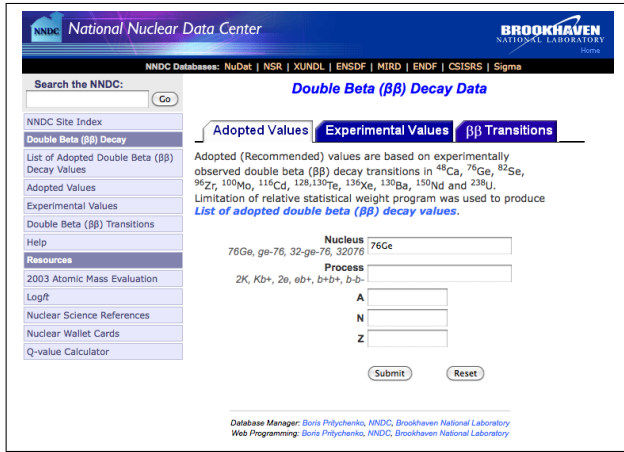 NNDC National Nuclear Data Center
BROOKHAVEN
NATIONAL LABORATORY
Home
NNDC Databases: NuDat | NSR | XUNDL | ENSDF | MIRD | ENDF | CSISRS | Sigma
Search the NNDC:
Go
NNDC Site Index
Double Beta (ββ) Decay
List of Adopted Double Beta (ββ)
Decay Values
Adopted Values
Experimental Values
Double Beta (ββ) Transitions
Help
Resources
2003 Atomic Mass Evaluation
Logft
Nuclear Science References
Nuclear Wallet Cards
Q-value Calculator
Double Beta (ββ) Decay Data
Adopted Values Experimental Values ββ Transitions
Adopted (Recommended) values are based on experimentally
observed double beta (ββ) decay transitions in ⁴⁸Ca, ⁷⁶Ge, ⁸²Se,
⁹⁶Zr, ¹⁰⁰Mo, ¹¹⁶Cd, ¹²⁸,¹³⁰Te, ¹³⁶Xe, ¹³⁰Ba, ¹⁵⁰Nd and ²³⁸U.
Limitation of relative statistical weight program was used to produce
List of adopted double beta (ββ) decay values.
Nucleus
76Ge, ge-76, 32-ge-76, 32076
76Ge
Process
2K, Kb+, 2e, eb+, b+b+, b-b-
A
N
Z
Submit Reset
Database Manager: Boris Pritychenko, NNDC, Brookhaven National Laboratory
Web Programming: Boris Pritychenko, NNDC, Brookhaven National Laboratory